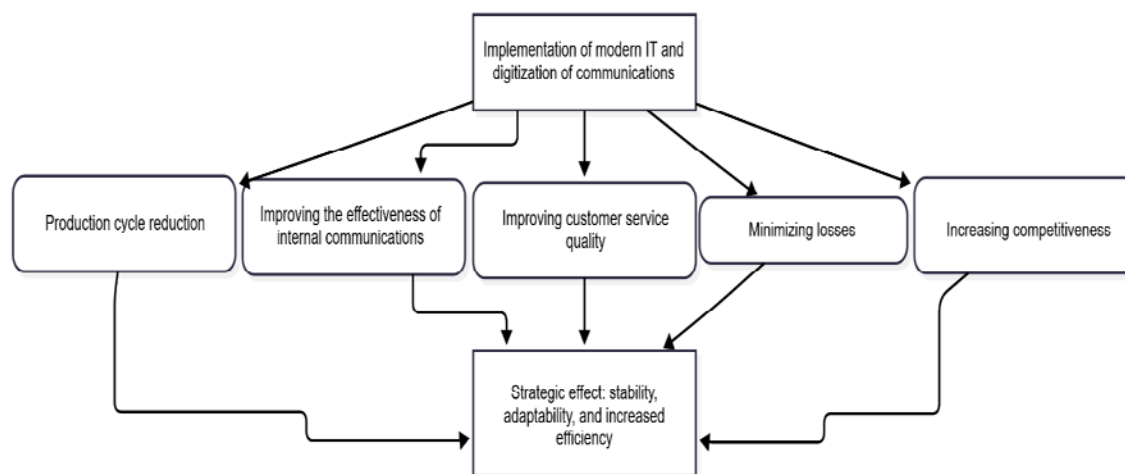 Implementation of modern IT and
digitization of communications
Production cycle reduction
Improving the effectiveness of
internal communications
Improving customer service
quality
Minimizing losses
Increasing competitiveness
Strategic effect: stability,
adaptability, and increased
efficiency